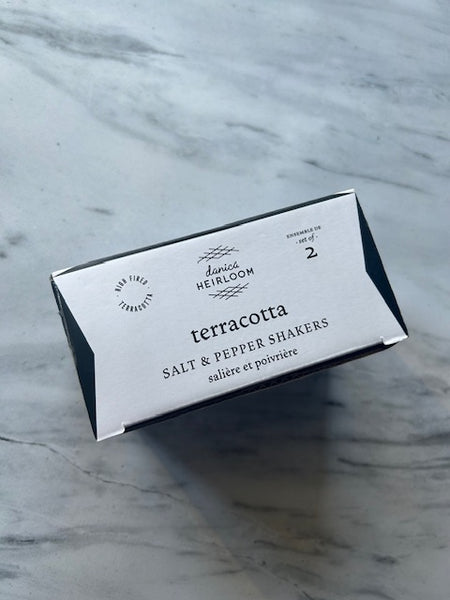 HIGH FIRED
TERRACOTTA
danica
HEIRLOOM
ENSEMBLE DE
- set of -
2
terracotta
SALT & PEPPER SHAKERS
salière et poivrière